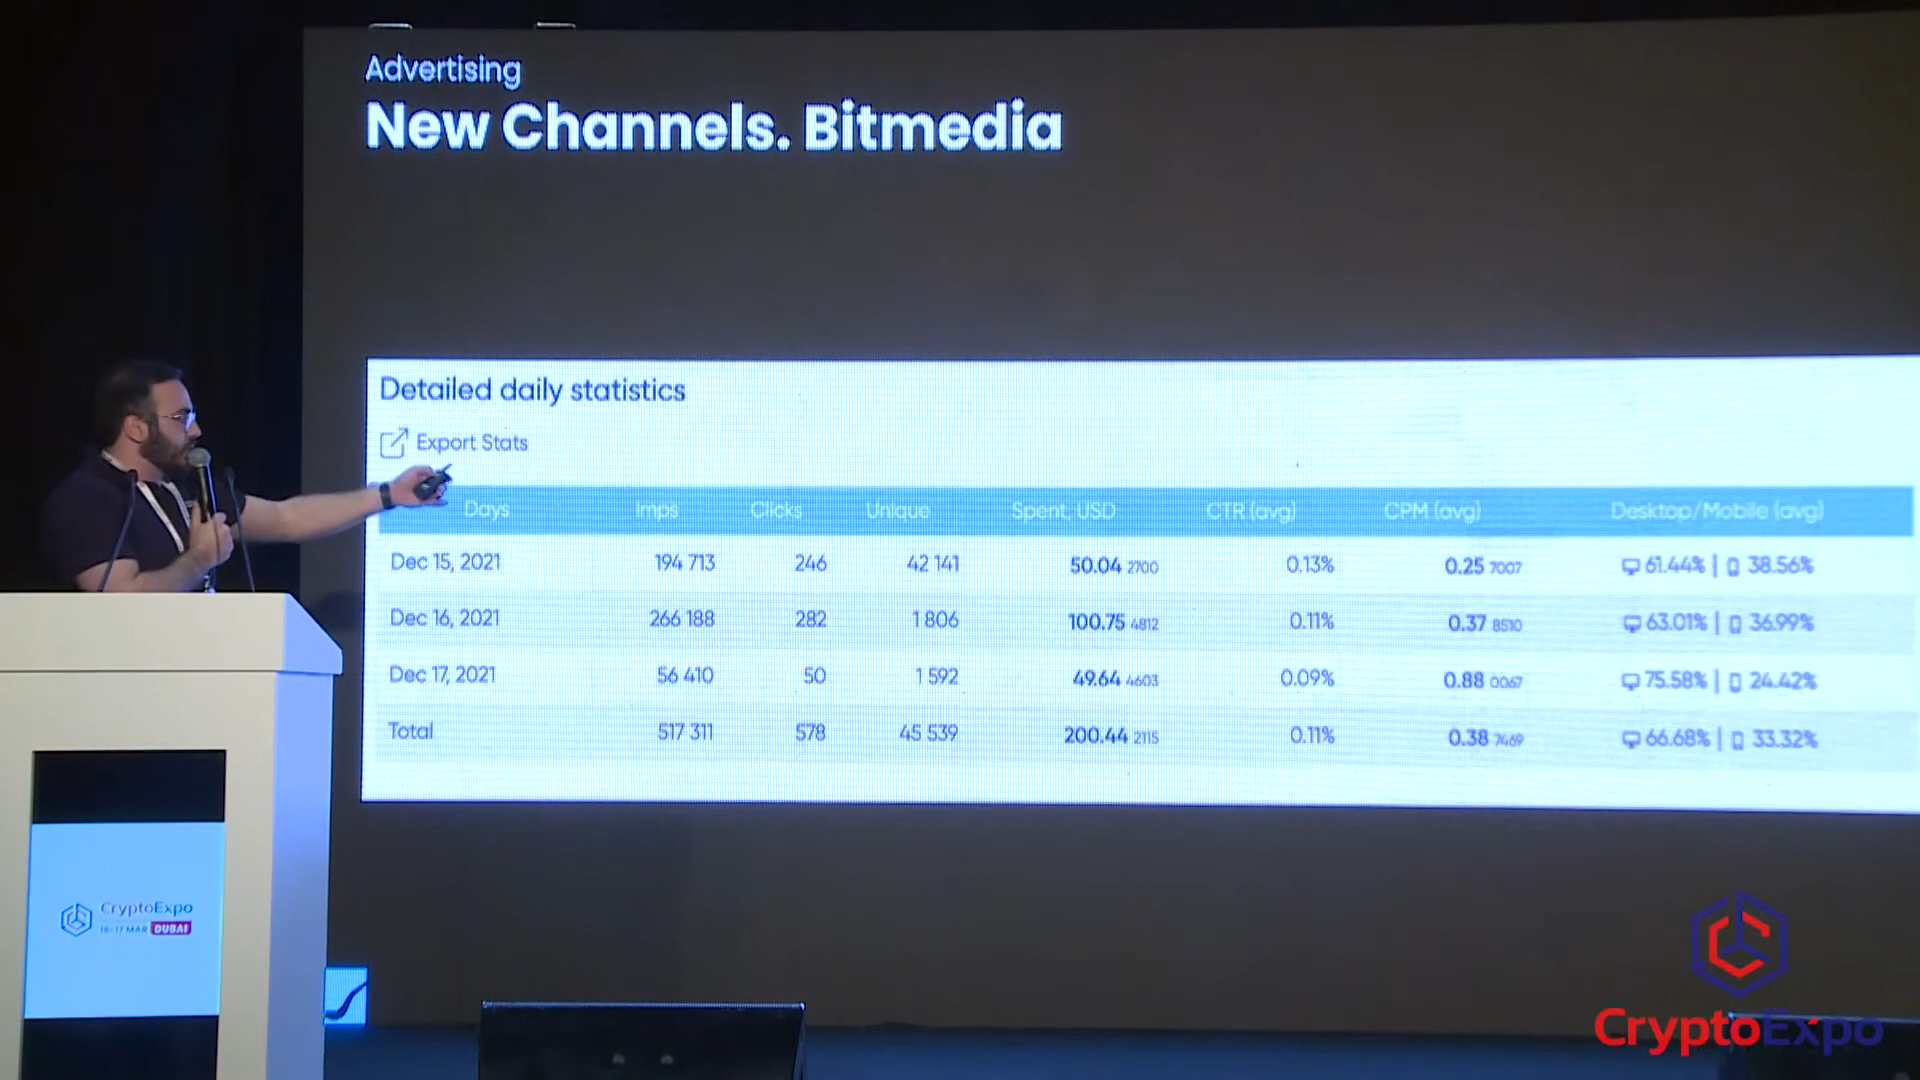 Advertising
New Channels. Bitmedia
Detailed daily statistics
Export Stats
Days Imps Clicks Unique Spent, USD CTR (avg) CPM (avg) Desktop/Mobile (avg)
Dec 15, 2021 194 713 246 42 141 50.04 2700 0.13% 0.25 7007 61.44% | 38.56%
Dec 16, 2021 266 188 282 1 806 100.75 4812 0.11% 0.37 8510 63.01% | 36.99%
Dec 17, 2021 56 410 50 1 592 49.64 4603 0.09% 0.88 0067 75.58% | 24.42%
Total 517 311 578 45 539 200.44 2115 0.11% 0.38 7469 66.68% | 33.32%
CryptoExpo
16-17 MAR DUBAI
CryptoExpo